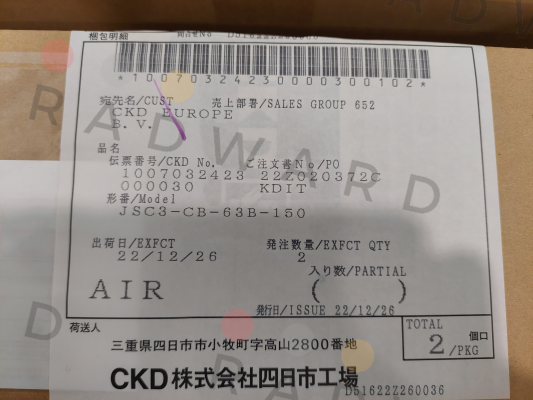 梱包明細
*1007032423000030​0102*
宛先名/CUST 売上部署/SALES GROUP 652
CKD EUROPE
B.V.
品名
伝票番号/CKD No. ご注文書No/PO
1007032423 22Z020372C
000030 KDIT
形番/Model
JSC3-CB-63B-150
出荷日/EXFCT 発注数量/EXFCT QTY
22/12/26 2
入り数/PARTIAL
AIR ( )
発行日/ISSUE 22/12/26
荷送人 TOTAL 個口
2/PKG
三重県四日市市小牧町字高山2800番地
CKD株式会社四日市工場
D51622Z260036
RADWARD